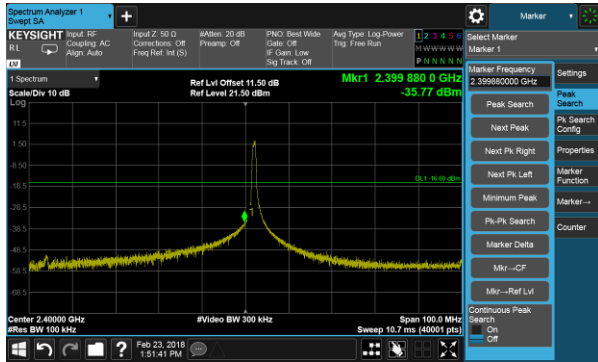 Spectrum Analyzer 1
Swept SA
+
Marker
KEYSIGHT
RL
Input: RF
Coupling: AC
Align: Auto
Input Z: 50 Ω
Corrections: Off
Freq Ref: Int (S)
#Atten: 20 dB
Preamp: Off
PNO: Best Wide
Gate: Off
IF Gain: Low
Sig Track: Off
Avg Type: Log-Power
Trig: Free Run
1 2 3 4 5 6
M W W W W W
P N N N N N
Select Marker
Marker 1
1 Spectrum
Scale/Div 10 dB
Log
Ref Lvl Offset 11.50 dB
Ref Level 21.50 dBm
Mkr1 2.399 880 0 GHz
-35.77 dBm
11.5
1.50
-8.50
-18.5
-28.5
-38.5
-48.5
-58.5
-68.5
DL1 -16.60 dBm
1
Center 2.40000 GHz
#Res BW 100 kHz
#Video BW 300 kHz
Span 100.0 MHz
Sweep 10.7 ms (40001 pts)
Marker Frequency
2.399880000 GHz
Peak Search
Next Peak
Next Pk Right
Next Pk Left
Minimum Peak
Pk-Pk Search
Marker Delta
Mkr→CF
Mkr→Ref Lvl
Continuous Peak
Search
On
Off
Settings
Peak
Search
Pk Search
Config
Properties
Marker
Function
Marker→
Counter
?
Feb 23, 2018
1:51:41 PM